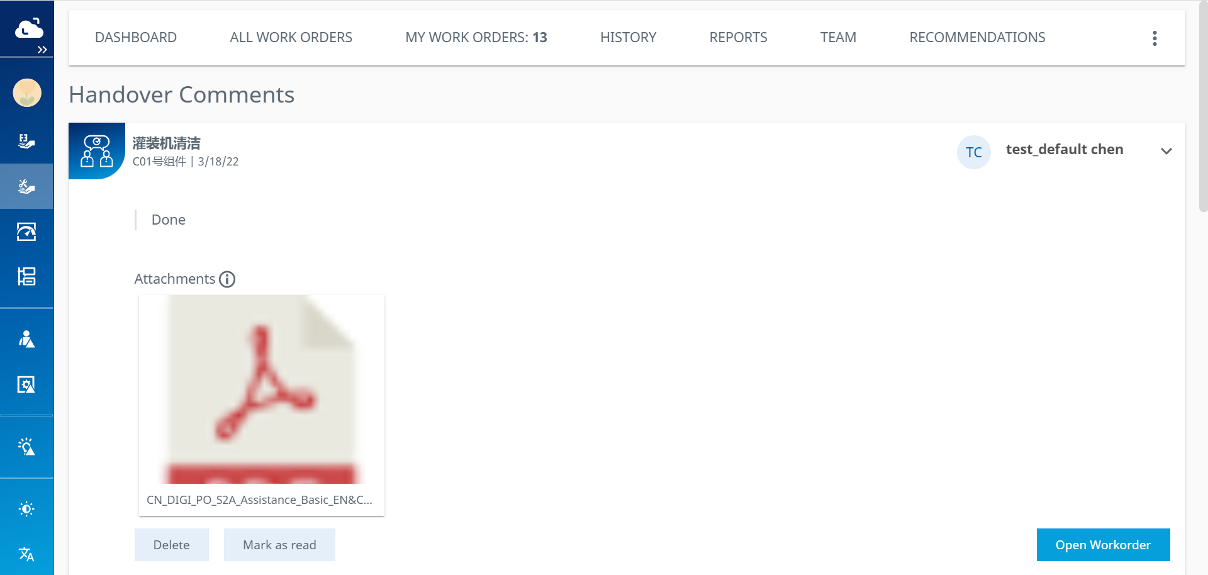 DASHBOARD ALL WORK ORDERS MY WORK ORDERS: 13 HISTORY REPORTS TEAM RECOMMENDATIONS
Handover Comments
灌装机清洁
C01号组件 | 3/18/22
TC test_default chen
Done
Attachments
CN_DIGI_PO_S2A_Assistance_Basic_EN&C...
Delete Mark as read Open Workorder